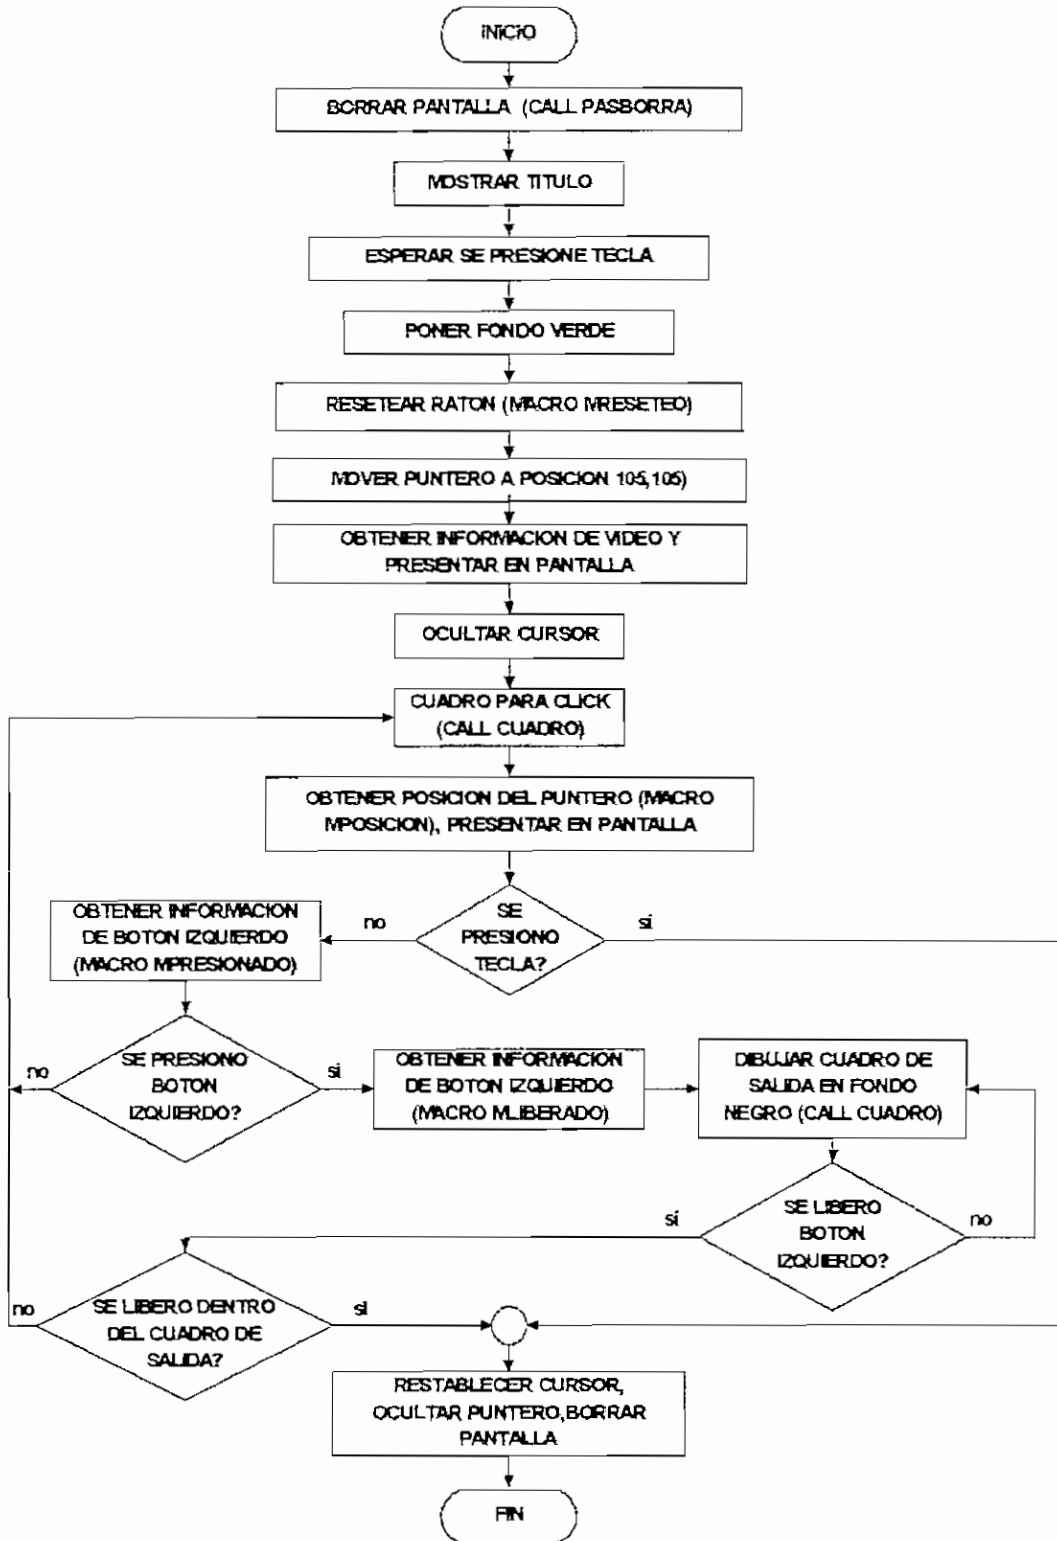 INICIO
BORRAR PANTALLA (CALL PASBORRA)
MOSTRAR TITULO
ESPERAR SE PRESIONE TECLA
PONER FONDO VERDE
RESETEAR RATON (MACRO MRESETEO)
MOVER PUNTERO A POSICION 105,105)
OBTENER INFORMACION DE VIDEO Y
PRESENTAR EN PANTALLA
OCULTAR CURSOR
CUADRO PARA CLICK
(CALL CUADRO)
OBTENER POSICION DEL PUNTERO (MACRO
MPOSICION), PRESENTAR EN PANTALLA
SE
PRESIONO
TECLA?
no
sí
OBTENER INFORMACION
DE BOTON IZQUIERDO
(MACRO MPRESIONADO)
SE PRESIONO
BOTON
IZQUIERDO?
no
si
OBTENER INFORMACION
DE BOTON IZQUIERDO
(MACRO MLIBERADO)
DIBUJAR CUADRO DE
SALIDA EN FONDO
NEGRO (CALL CUADRO)
SE LIBERO
BOTON
IZQUIERDO?
sí
no
SE LIBERO DENTRO
DEL CUADRO DE
SALIDA?
no
si
RESTABLECER CURSOR,
OCULTAR PUNTERO,BORRAR
PANTALLA
FIN